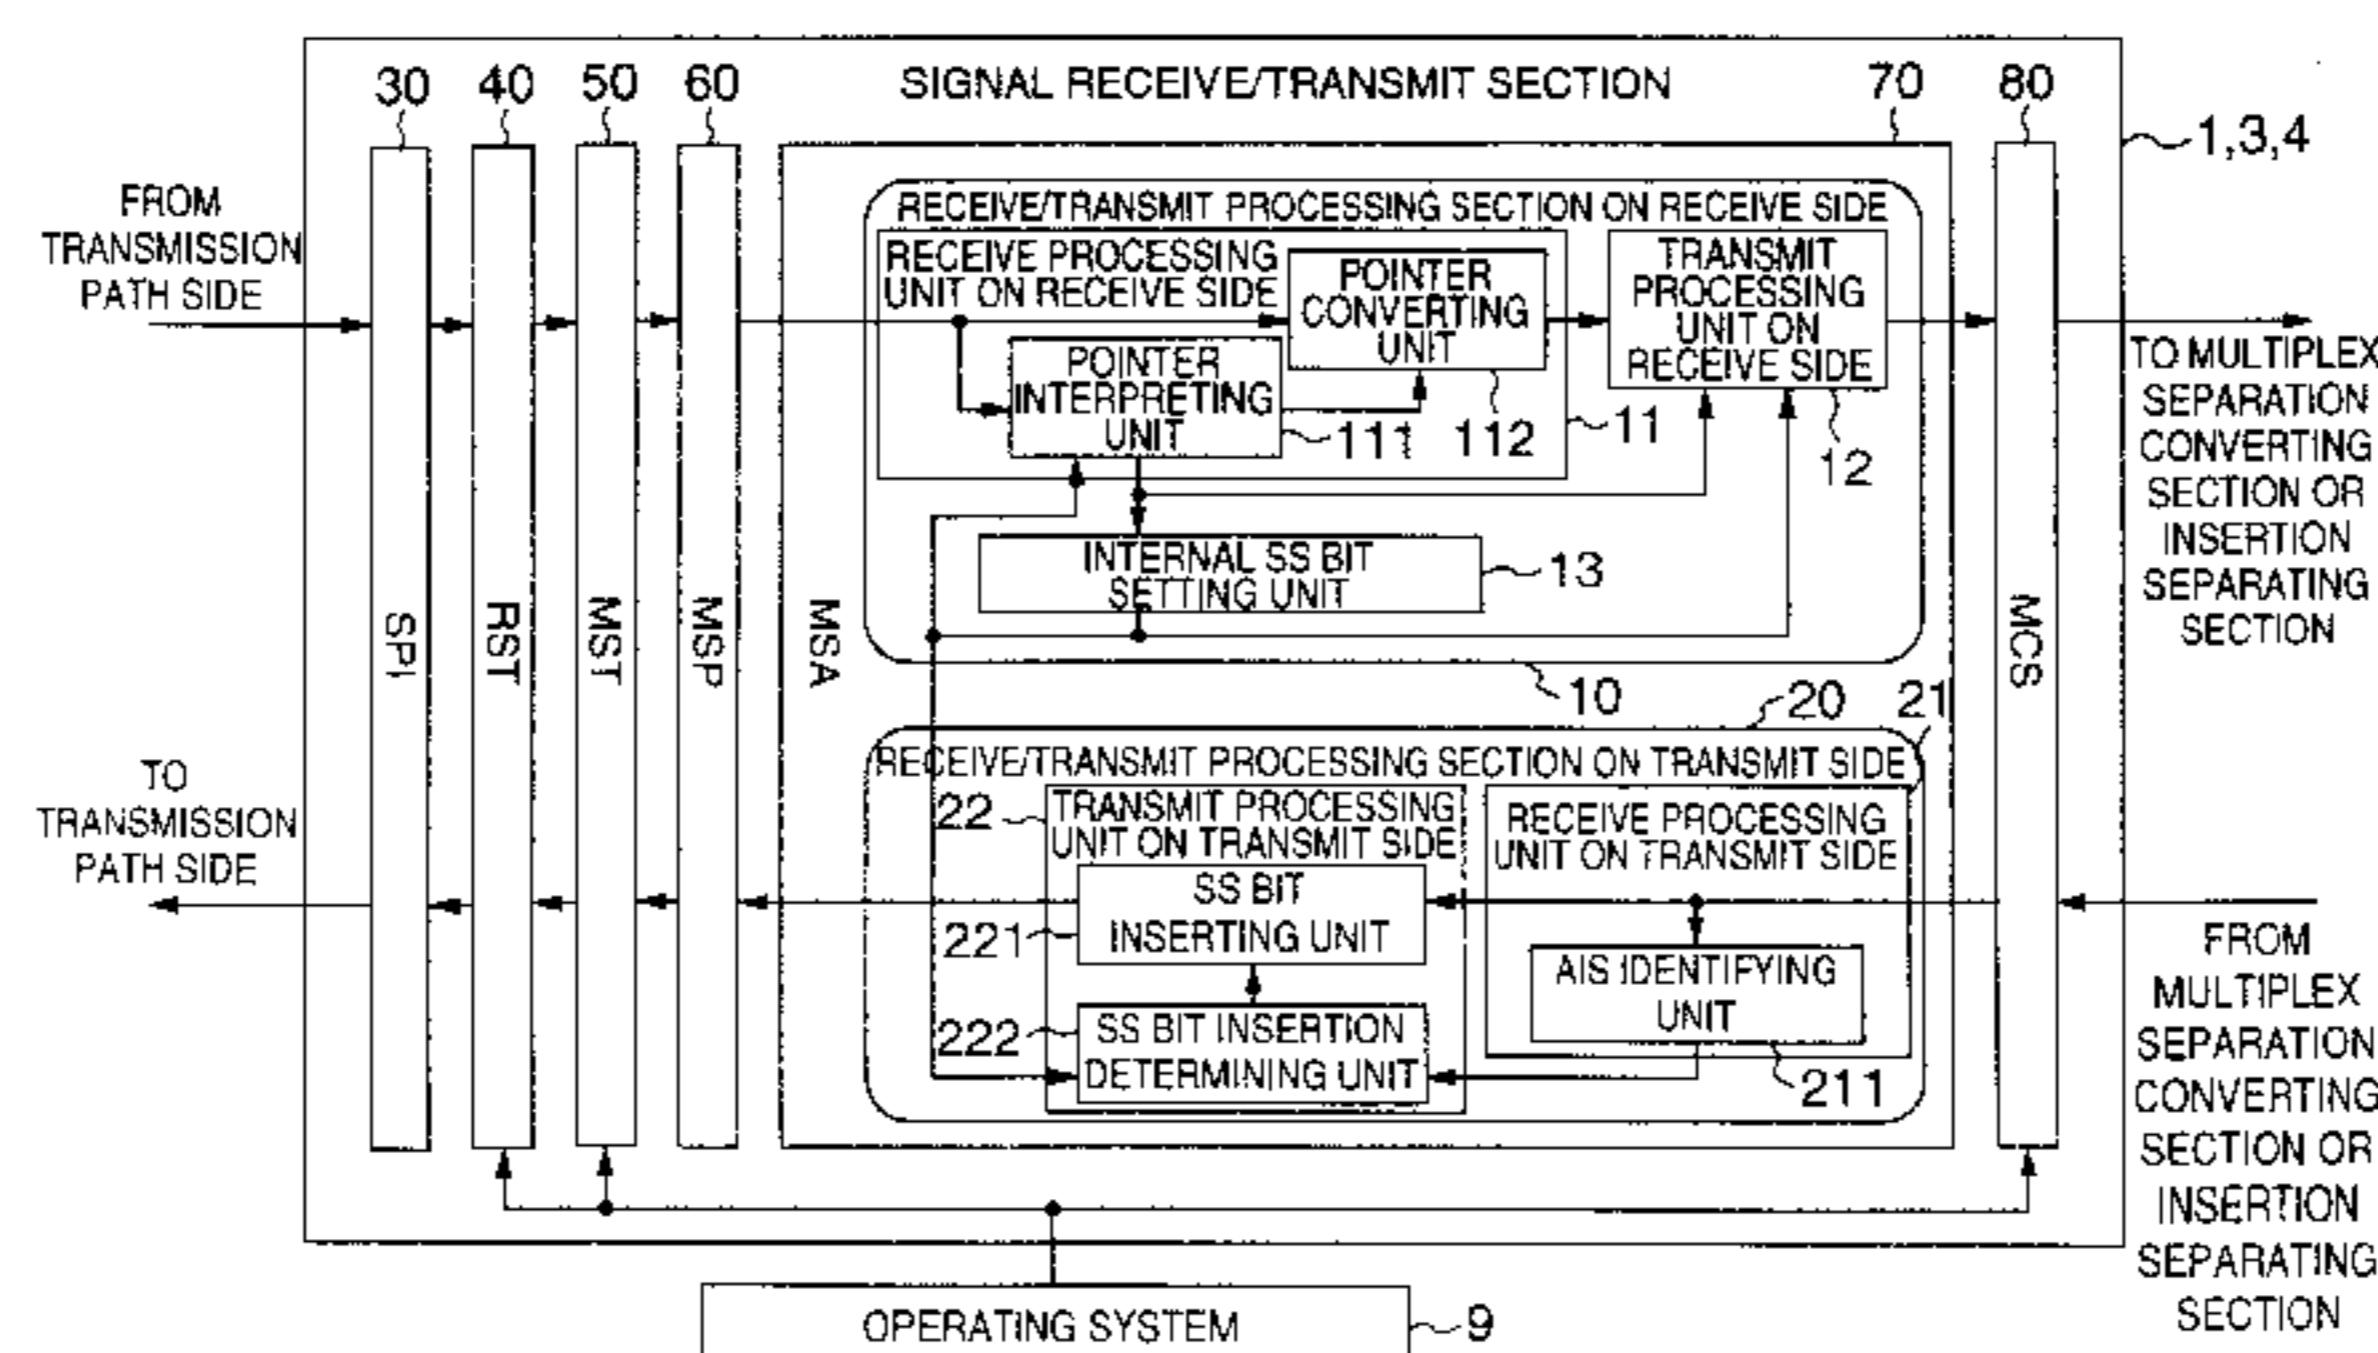 SIGNAL RECEIVE/TRANSMIT SECTION
30
40
50
60
70
80
1,3,4
FROM
TRANSMISSION
PATH SIDE
RECEIVE/TRANSMIT PROCESSING SECTION ON RECEIVE SIDE
RECEIVE PROCESSING
UNIT ON RECEIVE SIDE
POINTER
CONVERTING
UNIT
TRANSMIT
PROCESSING
UNIT ON
RECEIVE SIDE
POINTER
INTERPRETING
UNIT
111
112
11
12
TO MULTIPLEX
SEPARATION
CONVERTING
SECTION OR
INSERTION
SEPARATING
SECTION
INTERNAL SS BIT
SETTING UNIT
13
SPI
RST
MST
MSP
MSA
MCS
10
20
21
RECEIVE/TRANSMIT PROCESSING SECTION ON TRANSMIT SIDE
TO
TRANSMISSION
PATH SIDE
22
TRANSMIT PROCESSING
UNIT ON TRANSMIT SIDE
RECEIVE PROCESSING
UNIT ON TRANSMIT SIDE
SS BIT
INSERTING UNIT
221
AIS IDENTIFYING
UNIT
222
SS BIT INSERTION
DETERMINING UNIT
211
FROM
MULTIPLEX
SEPARATION
CONVERTING
SECTION OR
INSERTION
SEPARATING
SECTION
OPERATING SYSTEM
9